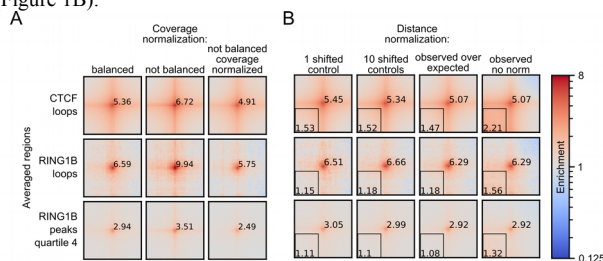 Figure 1B).
A
Coverage
normalization:
balanced
not balanced
not balanced
coverage
normalized
Averaged regions
CTCF
loops
5.36
6.72
4.91
RING1B
loops
6.59
9.94
5.75
RING1B
peaks
quartile 4
2.94
3.51
2.49
B
Distance
normalization:
1 shifted
control
10 shifted
controls
observed over
expected
observed
no norm
5.45
1.53
5.34
1.52
5.07
1.47
5.07
2.21
6.51
1.15
6.66
1.18
6.29
1.18
6.29
1.56
3.05
1.11
2.99
1.1
2.92
1.08
2.92
1.32
8
Enrichment
1
0.125